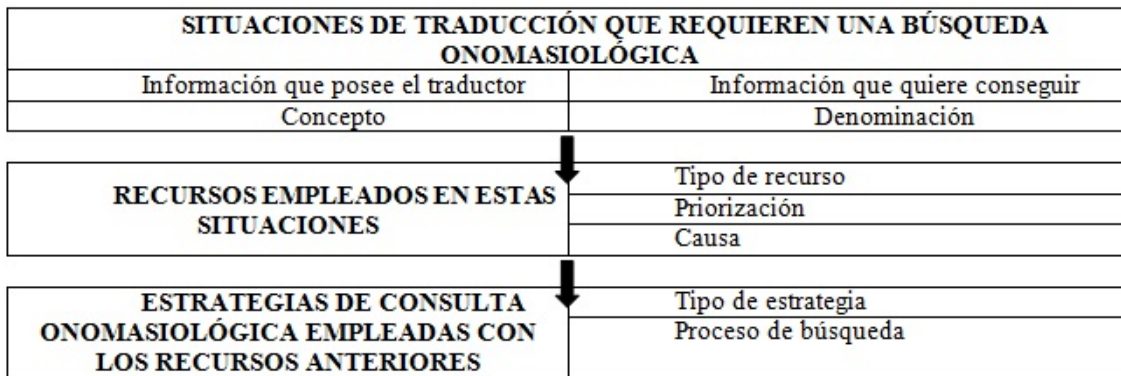 SITUACIONES DE TRADUCCIÓN QUE REQUIEREN UNA BÚSQUEDA
ONOMASIOLÓGICA
Información que posee el traductor
Información que quiere conseguir
Concepto
Denominación
RECURSOS EMPLEADOS EN ESTAS
SITUACIONES
Tipo de recurso
Priorización
Causa
ESTRATEGIAS DE CONSULTA
ONOMASIOLÓGICA EMPLEADAS CON
LOS RECURSOS ANTERIORES
Tipo de estrategia
Proceso de búsqueda